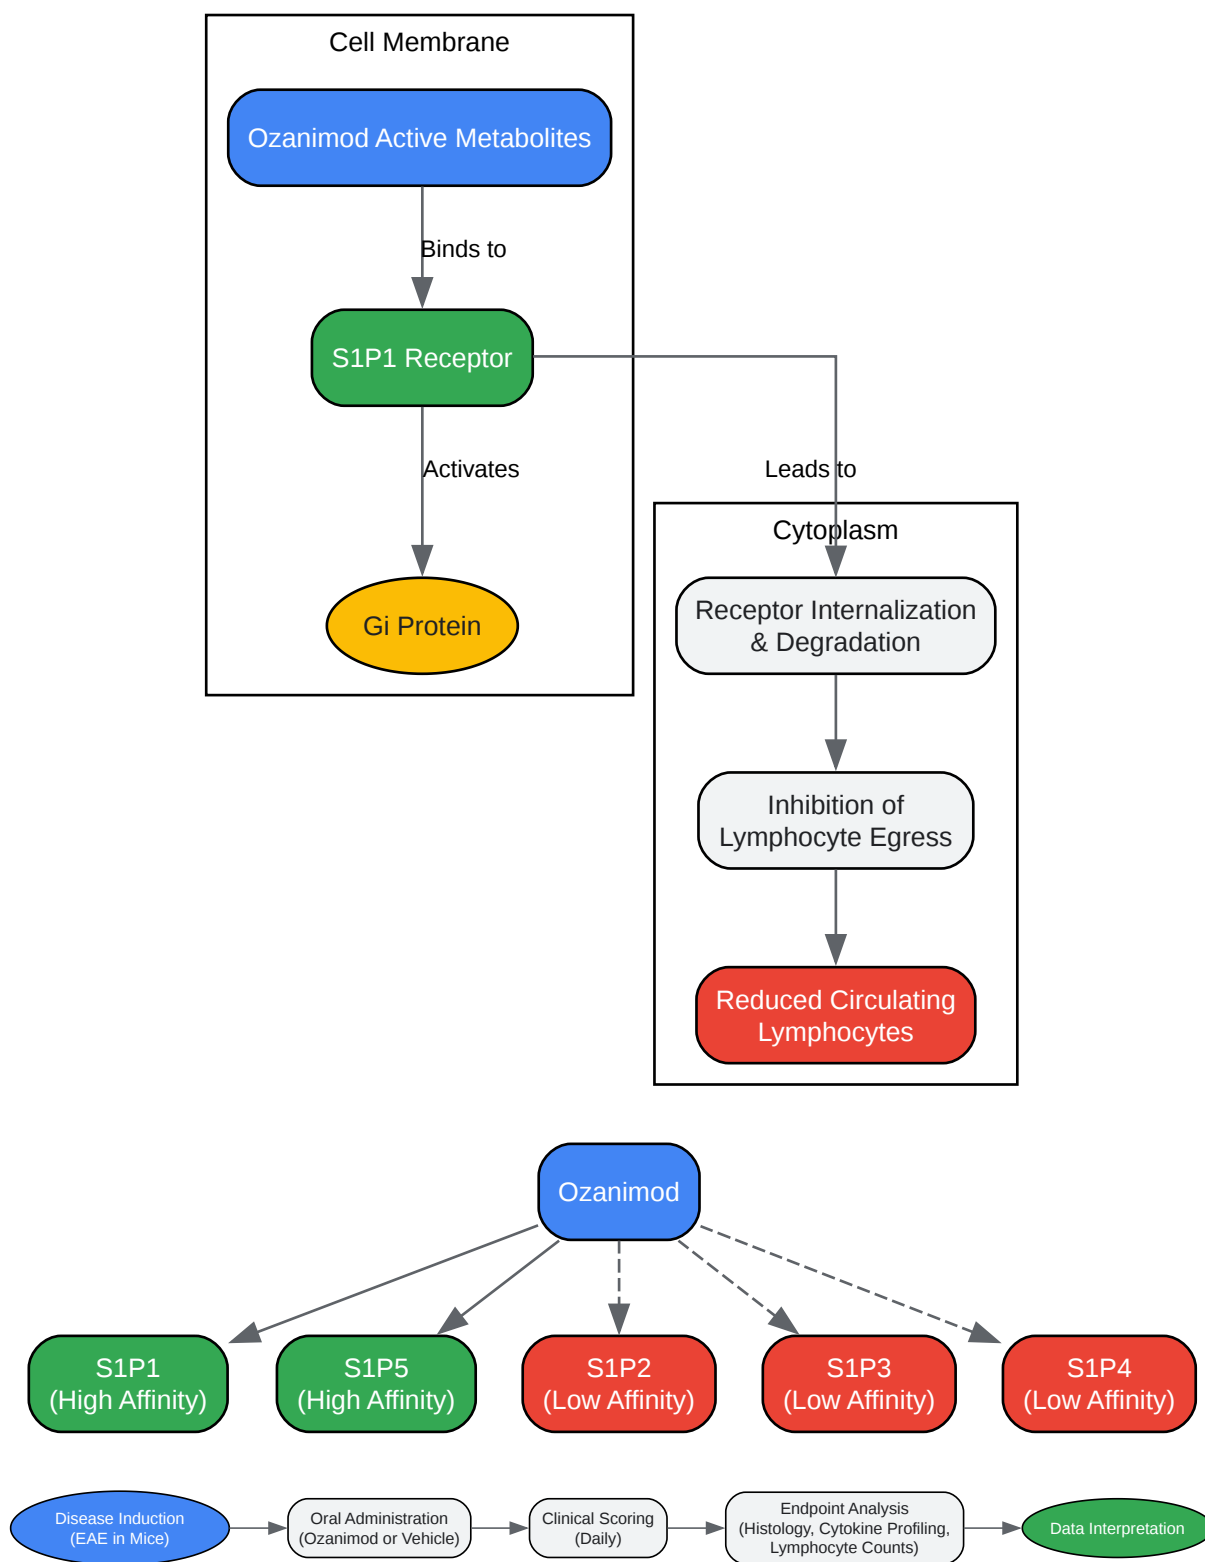 Cell Membrane
Ozanimod Active Metabolites
Binds to
S1P1 Receptor
Activates
Leads to
Gi Protein
Cytoplasm
Receptor Internalization
& Degradation
Inhibition of
Lymphocyte Egress
Reduced Circulating
Lymphocytes
Ozanimod
S1P1
(High Affinity)
S1P5
(High Affinity)
S1P2
(Low Affinity)
S1P3
(Low Affinity)
S1P4
(Low Affinity)
Disease Induction
(EAE in Mice)
Oral Administration
(Ozanimod or Vehicle)
Clinical Scoring
(Daily)
Endpoint Analysis
(Histology, Cytokine Profiling,
Lymphocyte Counts)
Data Interpretation